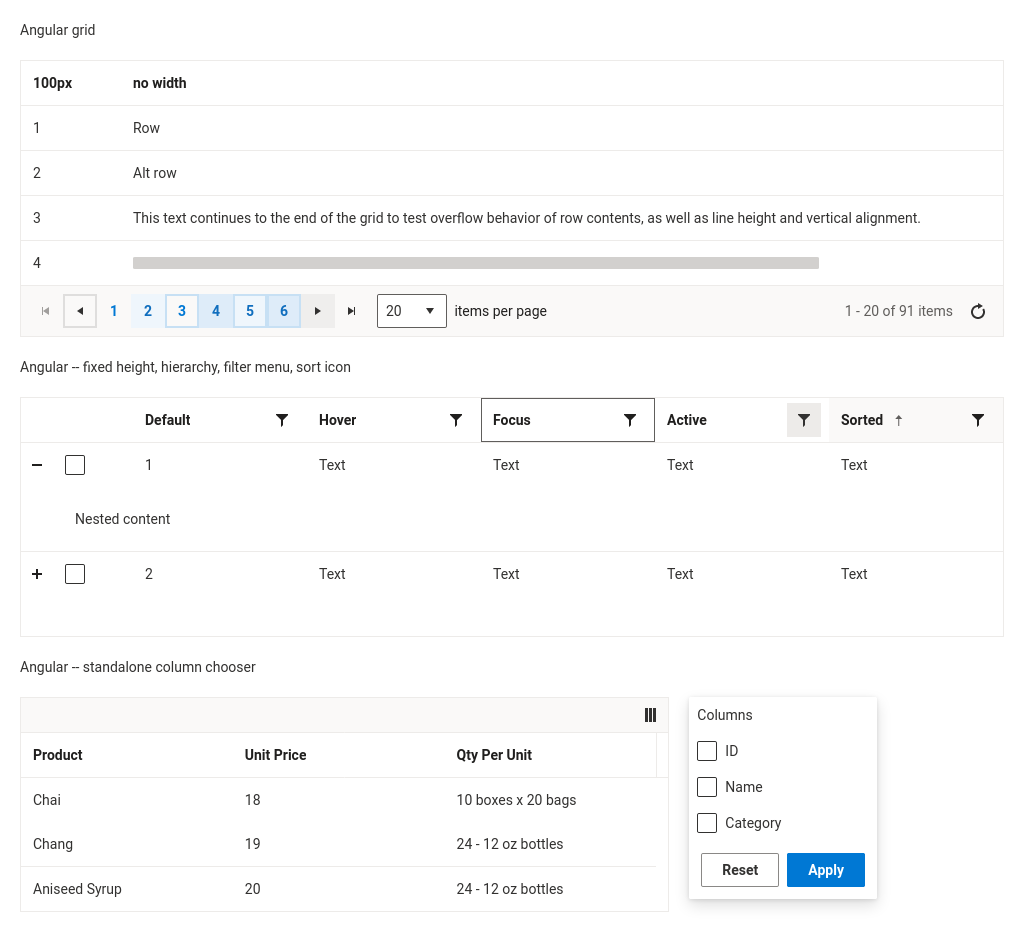 Angular grid
100px no width
1 Row
2 Alt row
3 This text continues to the end of the grid to test overflow behavior of row contents, as well as line height and vertical alignment.
4
1 2 3 4 5 6 20 items per page 1 - 20 of 91 items
Angular -- fixed height, hierarchy, filter menu, sort icon
Default Hover Focus Active Sorted
1 Text Text Text Text
Nested content
2 Text Text Text Text
Angular -- standalone column chooser
Product Unit Price Qty Per Unit
Chai 18 10 boxes x 20 bags
Chang 19 24 - 12 oz bottles
Aniseed Syrup 20 24 - 12 oz bottles
Columns
ID
Name
Category
Reset Apply